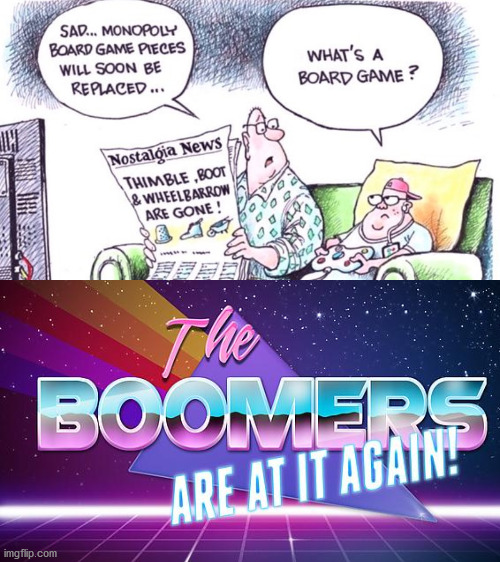 SAD... MONOPOLY
BOARD GAME PIECES
WILL SOON BE
REPLACED...
WHAT'S A
BOARD GAME?
Nostalgia News
THIMBLE, BOOT
& WHEELBARROW
ARE GONE!
The
BOOMERS
ARE AT IT AGAIN!
imgflip.com